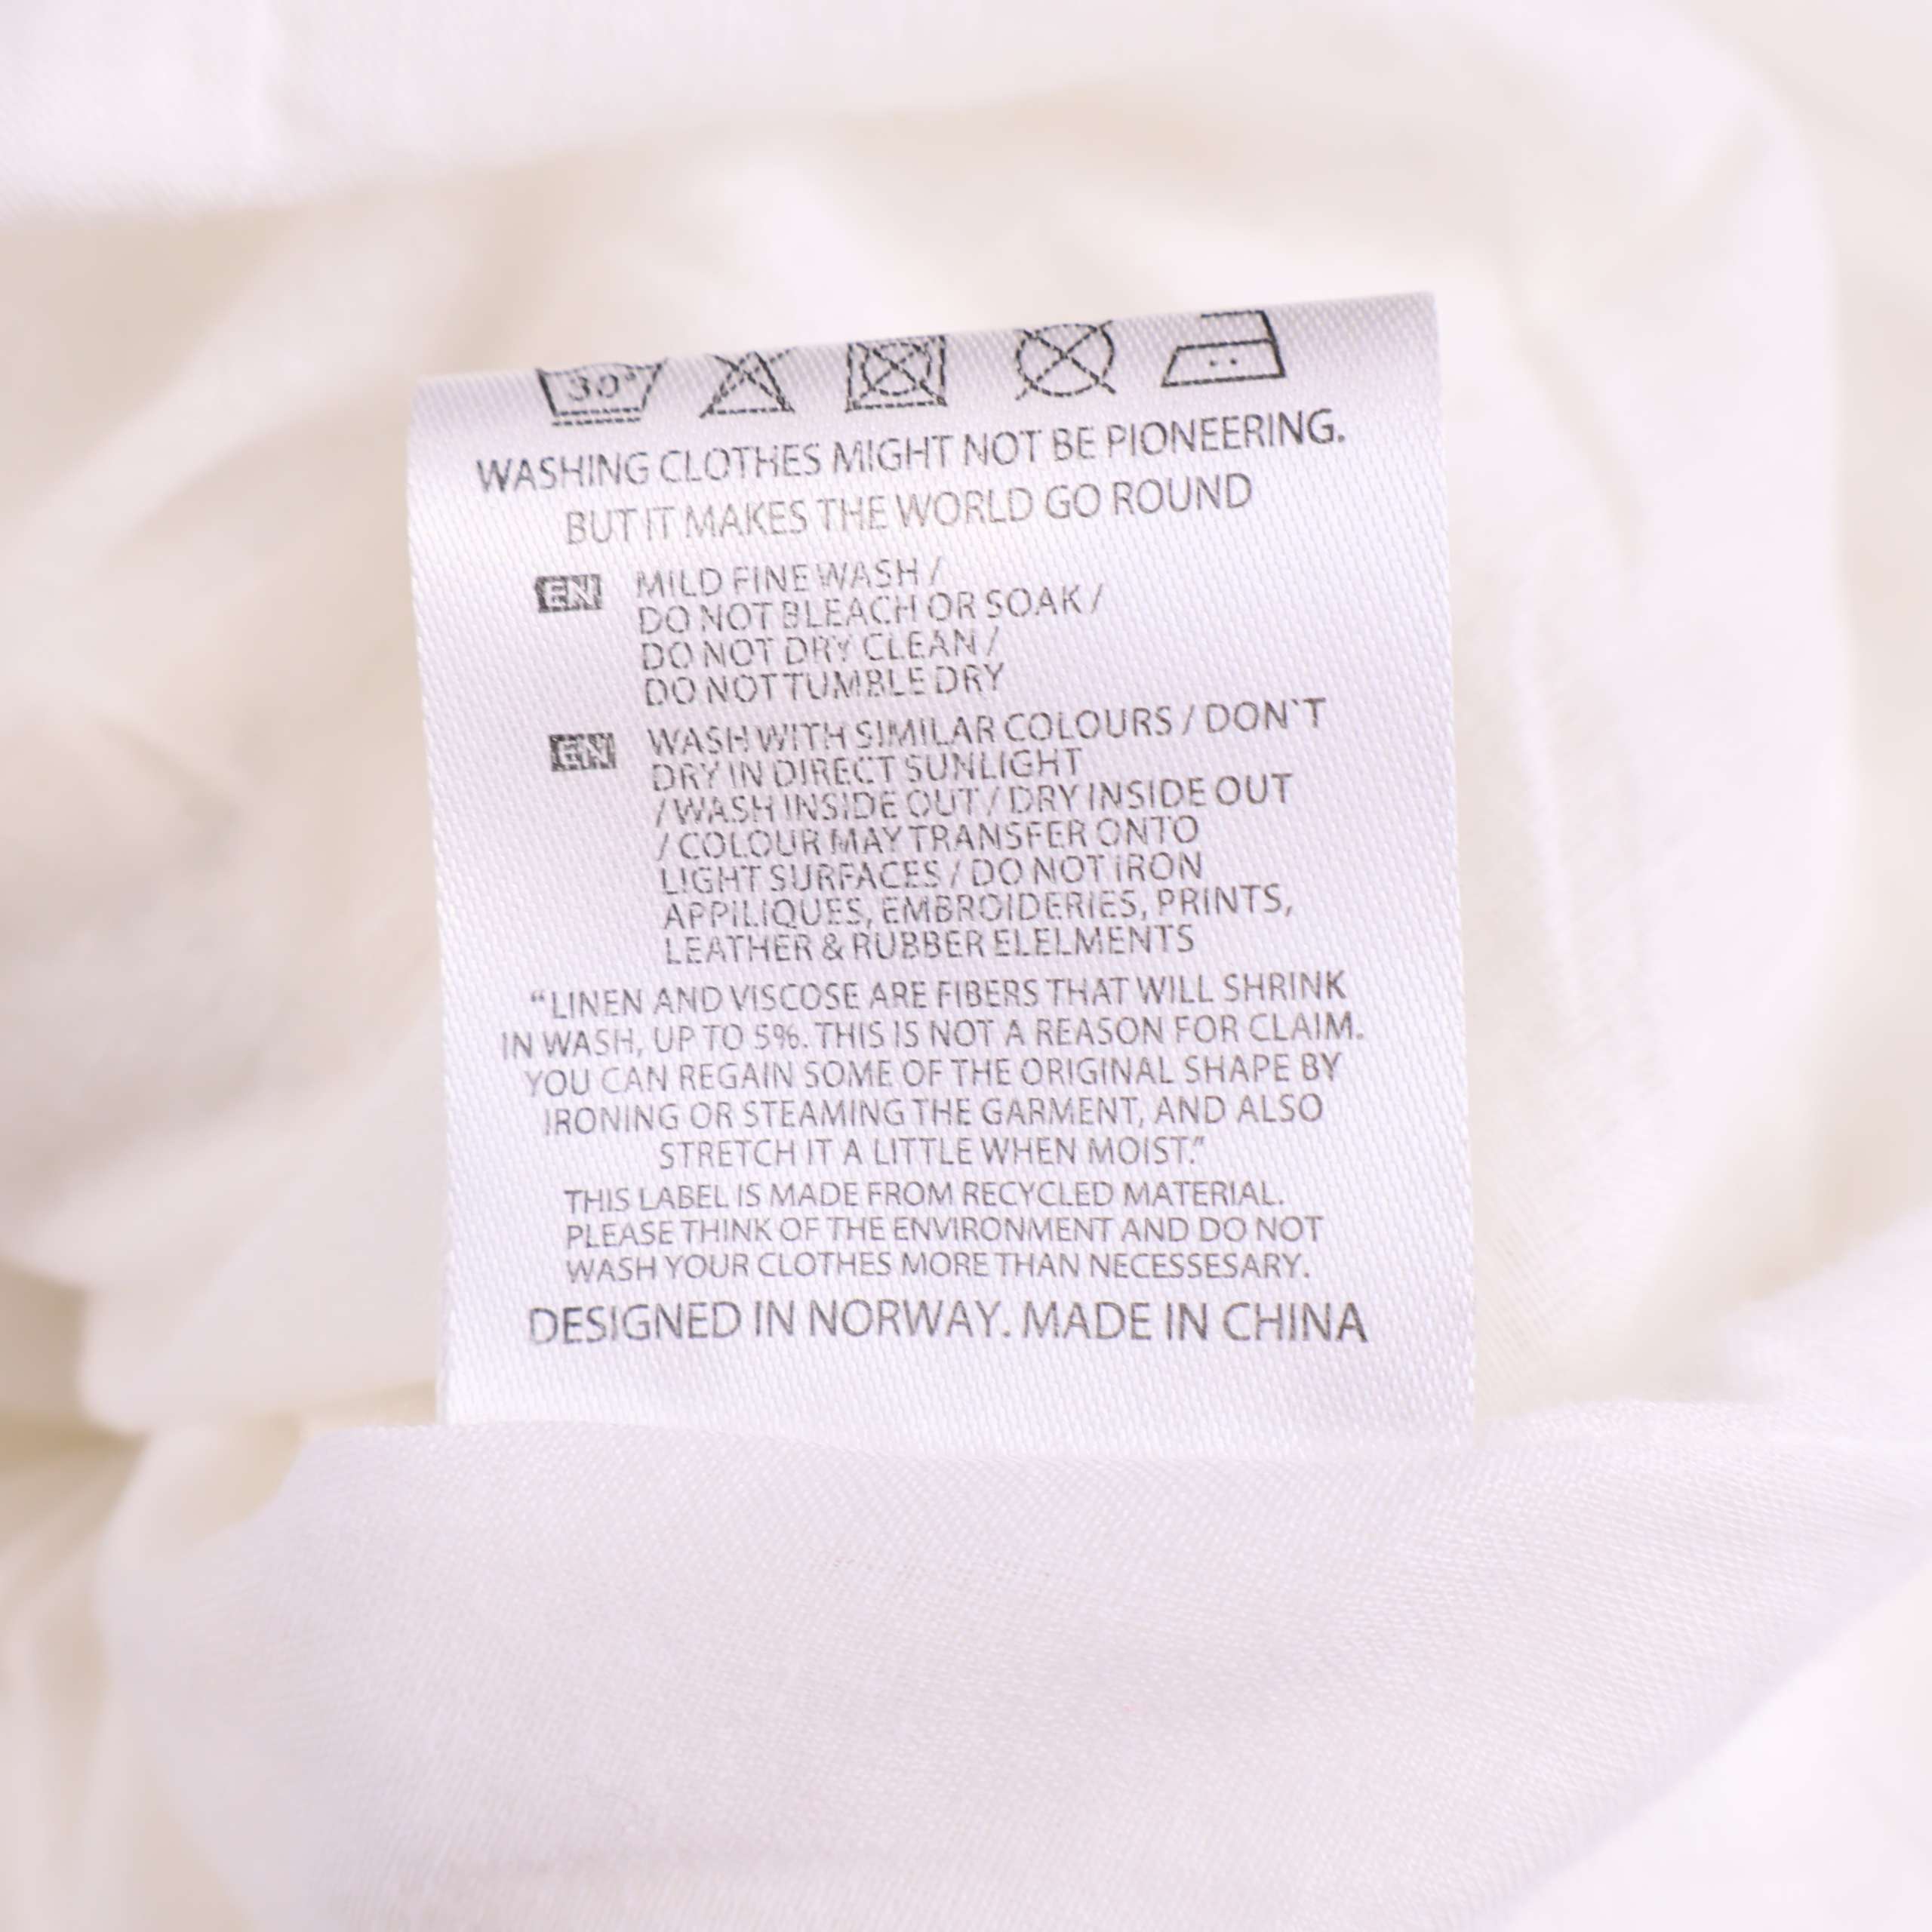 30°
WASHING CLOTHES MIGHT NOT BE PIONEERING.
BUT IT MAKES THE WORLD GO ROUND
EN MILD FINE WASH /
DO NOT BLEACH OR SOAK /
DO NOT DRY CLEAN /
DO NOT TUMBLE DRY
EN WASH WITH SIMILAR COLOURS / DON`T
DRY IN DIRECT SUNLIGHT
/ WASH INSIDE OUT / DRY INSIDE OUT
/ COLOUR MAY TRANSFER ONTO
LIGHT SURFACES / DO NOT IRON
APPILIQUES, EMBROIDERIES, PRINTS,
LEATHER & RUBBER ELELMENTS
“LINEN AND VISCOSE ARE FIBERS THAT WILL SHRINK
IN WASH, UP TO 5%. THIS IS NOT A REASON FOR CLAIM.
YOU CAN REGAIN SOME OF THE ORIGINAL SHAPE BY
IRONING OR STEAMING THE GARMENT, AND ALSO
STRETCH IT A LITTLE WHEN MOIST.”
THIS LABEL IS MADE FROM RECYCLED MATERIAL.
PLEASE THINK OF THE ENVIRONMENT AND DO NOT
WASH YOUR CLOTHES MORE THAN NECESSESARY.
DESIGNED IN NORWAY. MADE IN CHINA